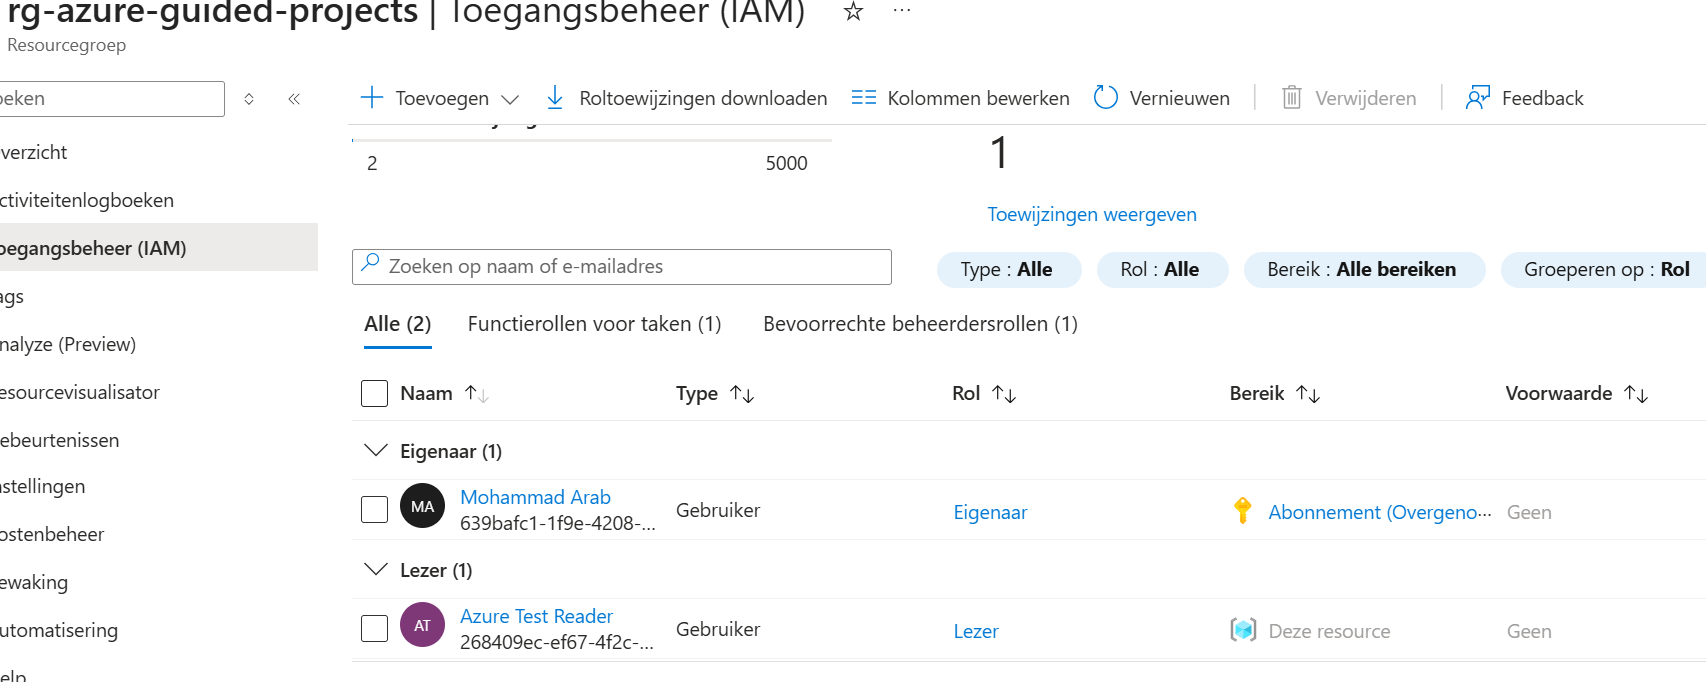 rg-azure-guided-projects | Toegangsbeheer (IAM)
Resourcegroep
oeken
Toevoegen
Roltoewijzingen downloaden
Kolommen bewerken
Vernieuwen
Verwijderen
Feedback
verzicht
ctiviteitenlogboeken
oegangsbeheer (IAM)
ags
nalyze (Preview)
esourcevisualisator
ebeurtenissen
nstellingen
ostenbeheer
ewaking
utomatisering
elp
2
5000
1
Toewijzingen weergeven
Zoeken op naam of e-mailadres
Type : Alle
Rol : Alle
Bereik : Alle bereiken
Groeperen op : Rol
Alle (2)
Functierollen voor taken (1)
Bevoorrechte beheerdersrollen (1)
Naam
Type
Rol
Bereik
Voorwaarde
Eigenaar (1)
MA
Mohammad Arab
639bafc1-1f9e-4208-...
Gebruiker
Eigenaar
Abonnement (Overgeno...
Geen
Lezer (1)
AT
Azure Test Reader
268409ec-ef67-4f2c-...
Gebruiker
Lezer
Deze resource
Geen